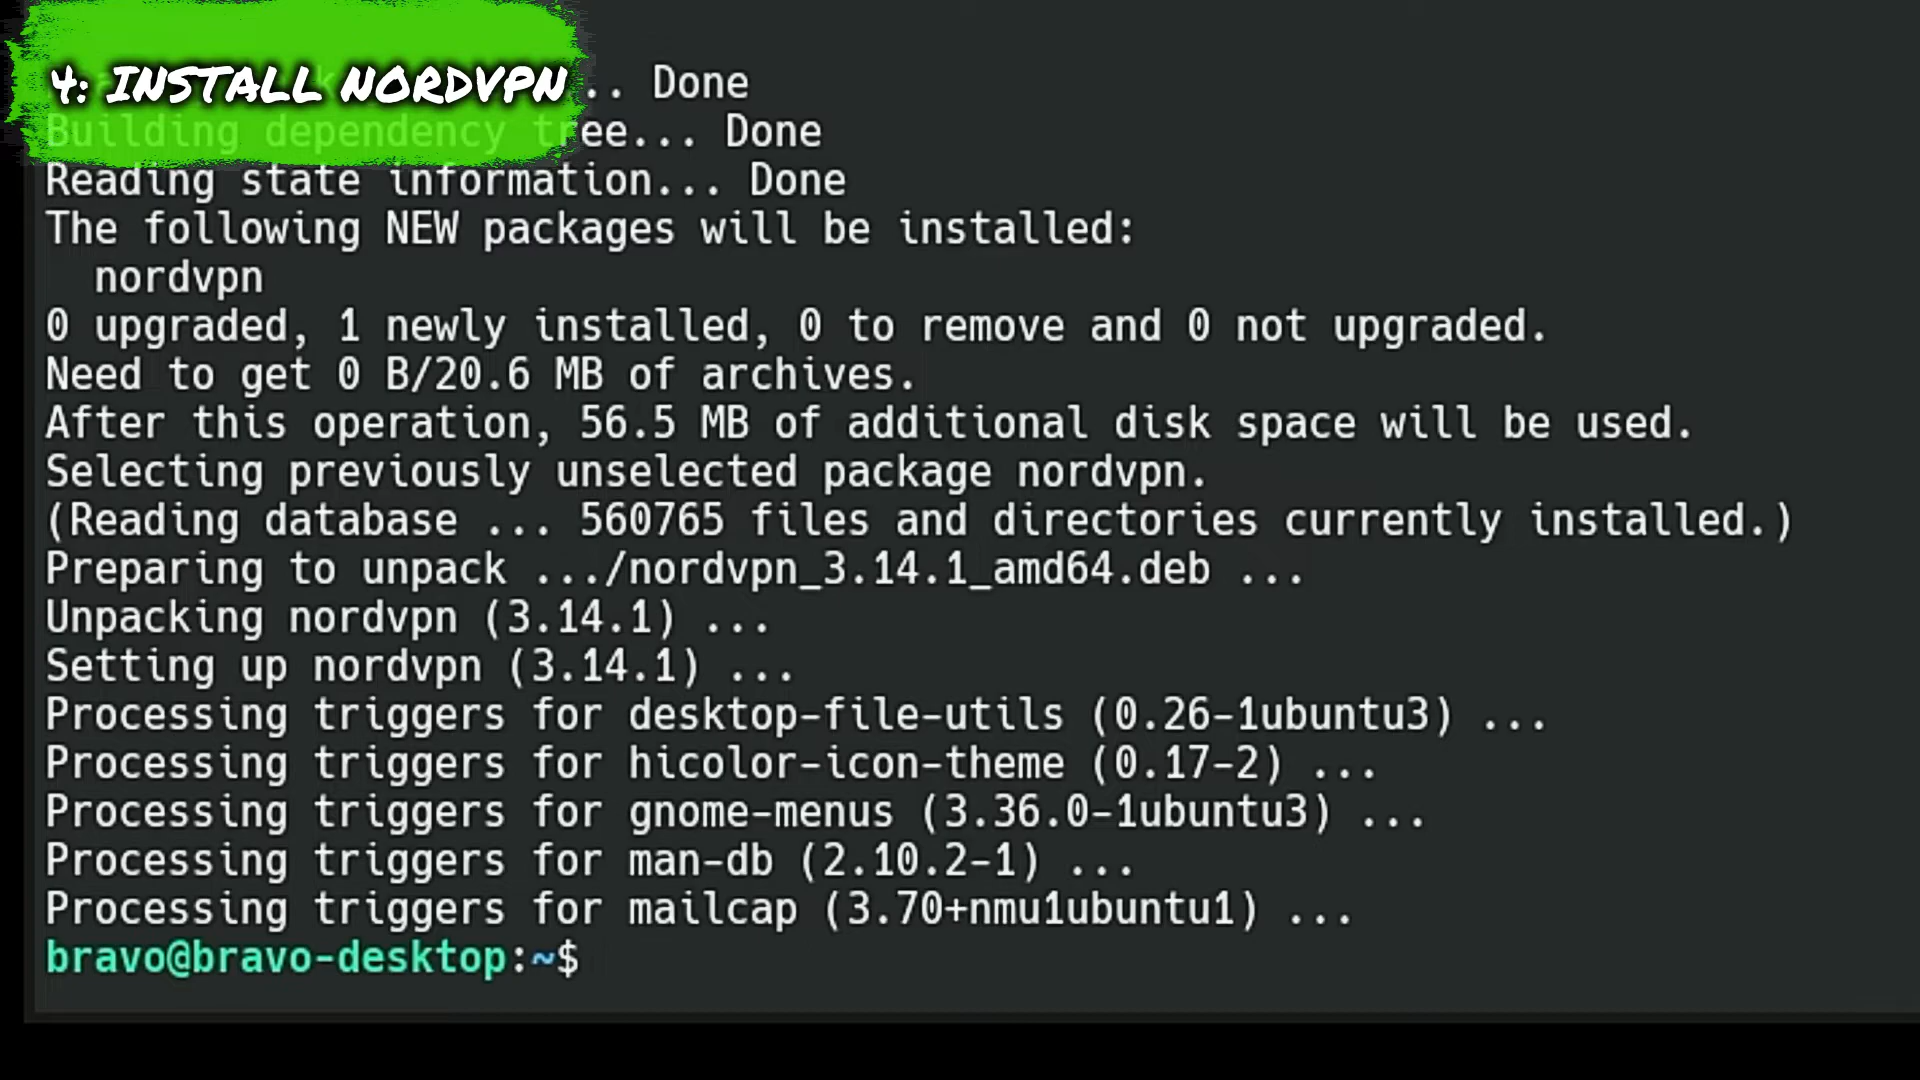 4: INSTALL NORDVPN
.. Done
Building dependency tree... Done
Reading state information... Done
The following NEW packages will be installed:
nordvpn
0 upgraded, 1 newly installed, 0 to remove and 0 not upgraded.
Need to get 0 B/20.6 MB of archives.
After this operation, 56.5 MB of additional disk space will be used.
Selecting previously unselected package nordvpn.
(Reading database ... 560765 files and directories currently installed.)
Preparing to unpack .../nordvpn_3.14.1_amd64.deb ...
Unpacking nordvpn (3.14.1) ...
Setting up nordvpn (3.14.1) ...
Processing triggers for desktop-file-utils (0.26-1ubuntu3) ...
Processing triggers for hicolor-icon-theme (0.17-2) ...
Processing triggers for gnome-menus (3.36.0-1ubuntu3) ...
Processing triggers for man-db (2.10.2-1) ...
Processing triggers for mailcap (3.70+nmu1ubuntu1) ...
bravo@bravo-desktop:~$